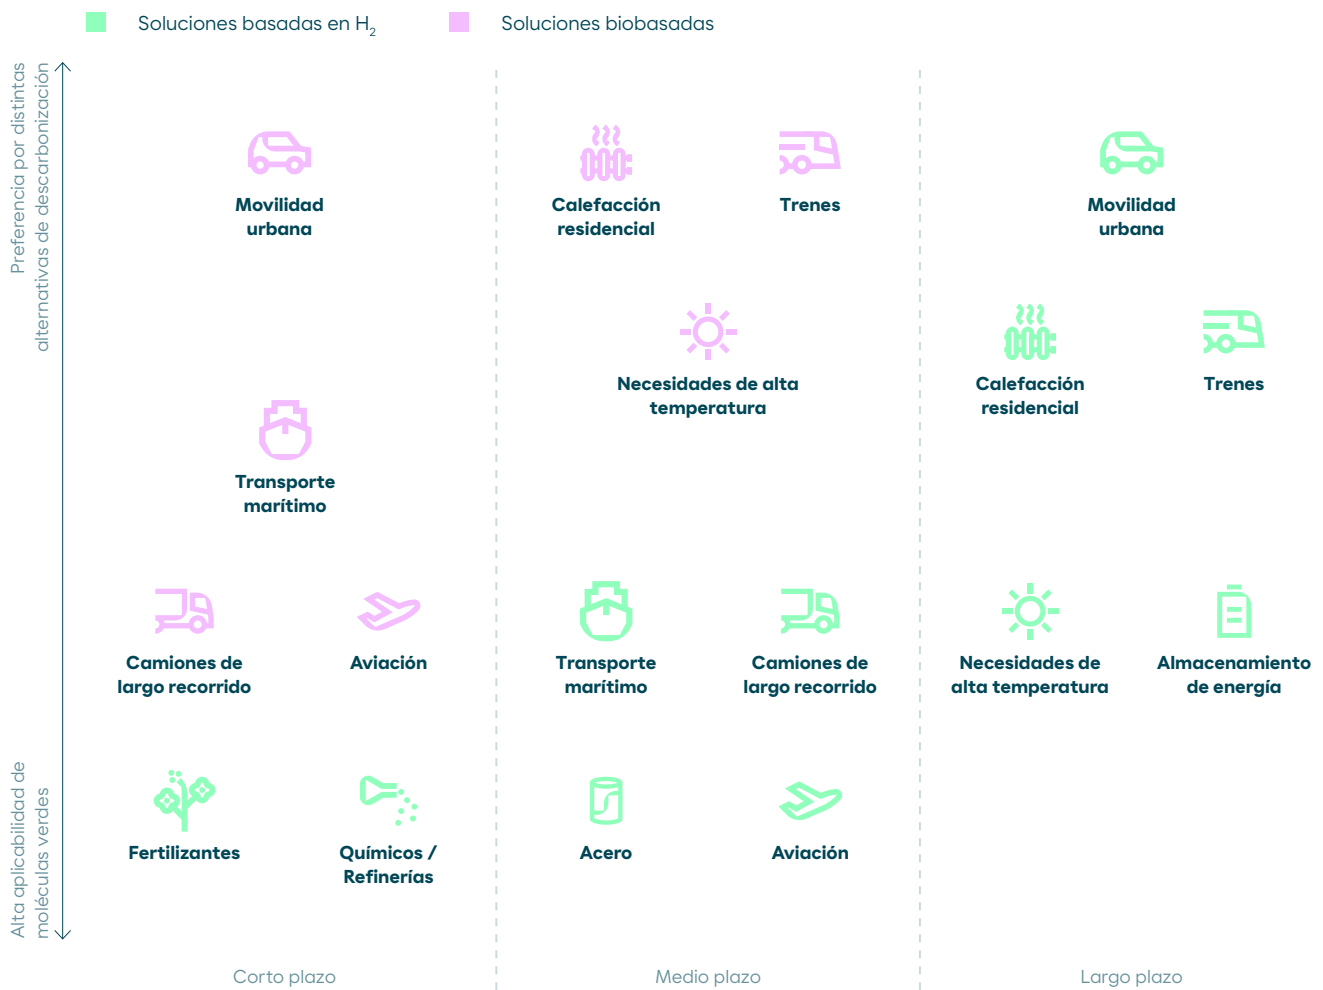 Soluciones basadas en H2
Soluciones biobasadas
Preferencia por distintas
alternativas de descarbonización
Movilidad
urbana
Calefacción
residencial
Trenes
Movilidad
urbana
Necesidades de alta
temperatura
Calefacción
residencial
Trenes
Transporte
marítimo
Camiones de
largo recorrido
Aviación
Transporte
marítimo
Camiones de
largo recorrido
Necesidades de
alta temperatura
Almacenamiento
de energía
Alta aplicabilidad de
moléculas verdes
Fertilizantes
Químicos /
Refinerías
Acero
Aviación
Corto plazo
Medio plazo
Largo plazo